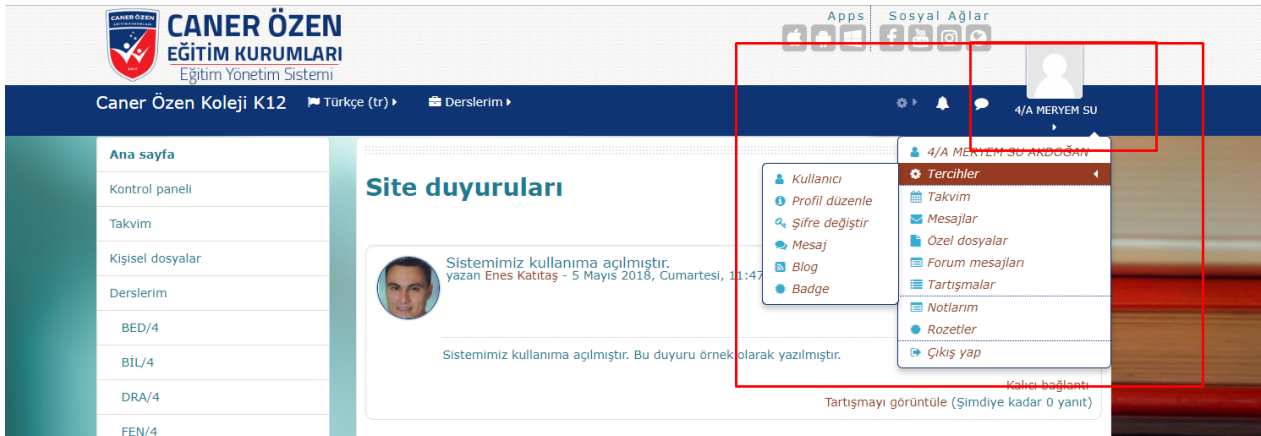 CANER ÖZEN
EĞİTİM KURUMLARI
Eğitim Yönetim Sistemi
Apps
Sosyal Ağlar
Caner Özen Koleji K12
Türkçe (tr)
Derslerim
4/A MERYEM SU
Ana sayfa
Kontrol paneli
Takvim
Kişisel dosyalar
Derslerim
BED/4
BİL/4
DRA/4
FEN/4
Site duyuruları
Sistemimiz kullanıma açılmıştır.
yazan Enes Katıtaş - 5 Mayıs 2018, Cumartesi, 11:47
Sistemimiz kullanıma açılmıştır. Bu duyuru örnek olarak yazılmıştır.
Kalıcı bağlantı
Tartışmayı görüntüle (Şimdiye kadar 0 yanıt)
Kullanıcı
Profil düzenle
Şifre değiştir
Mesaj
Blog
Badge
4/A MERYEM SU AKDOĞAN
Tercihler
Takvim
Mesajlar
Özel dosyalar
Forum mesajları
Tartışmalar
Notlarım
Rozetler
Çıkış yap